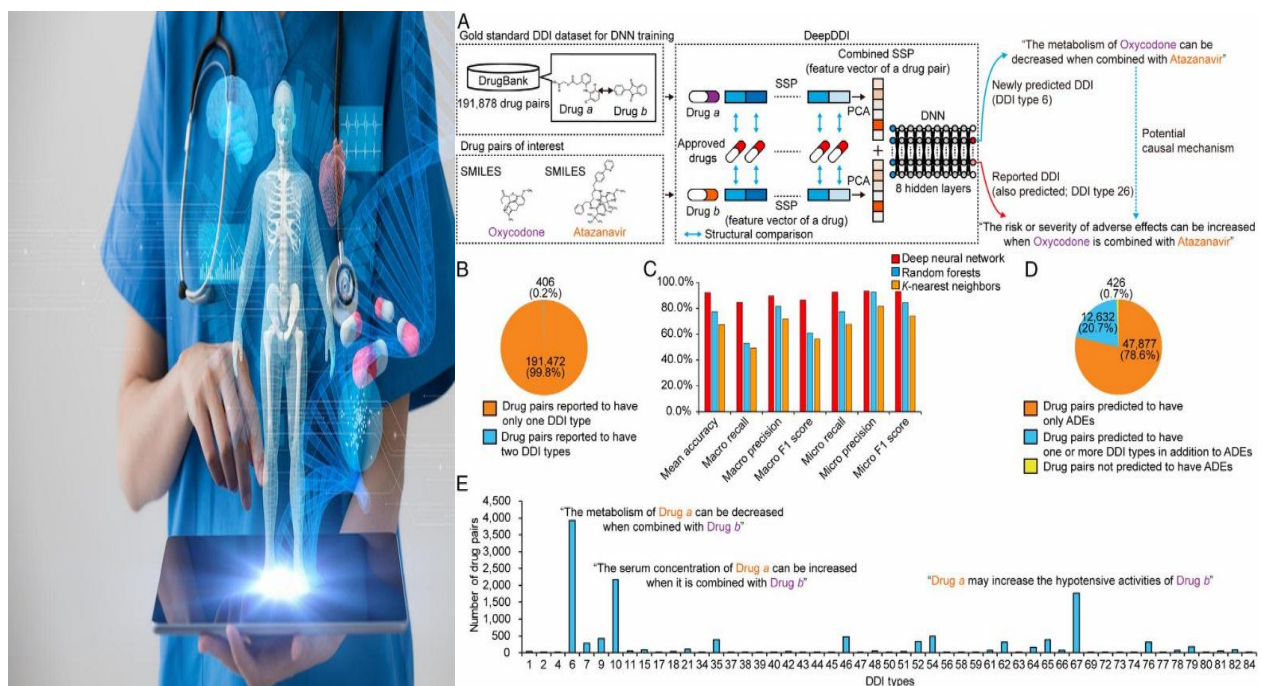 A
Gold standard DDI dataset for DNN training
DrugBank
191,878 drug pairs
Drug a
Drug b
Drug pairs of interest
SMILES
SMILES
Oxycodone
Atazanavir
DeepDDI
Combined SSP
(feature vector of a drug pair)
SSP
PCA
Drug a
Approved
drugs
+
DNN
8 hidden layers
PCA
SSP
Drug b
(feature vector of a drug)
Structural comparison
“The metabolism of Oxycodone can be
decreased when combined with Atazanavir”
Newly predicted DDI
(DDI type 6)
Potential
causal mechanism
Reported DDI
(also predicted; DDI type 26)
“The risk or severity of adverse effects can be increased
when Oxycodone is combined with Atazanavir”
B
406
(0.2%)
191,472
(99.8%)
Drug pairs reported to have
only one DDI type
Drug pairs reported to have
two DDI types
C
Deep neural network
Random forests
K-nearest neighbors
100.0%
80.0%
60.0%
40.0%
20.0%
0.0%
Mean accuracy
Macro recall
Macro precision
Macro F1 score
Micro recall
Micro precision
Micro F1 score
D
426
(0.7%)
12,632
(20.7%)
47,877
(78.6%)
Drug pairs predicted to have
only ADEs
Drug pairs predicted to have
one or more DDI types in addition to ADEs
Drug pairs not predicted to have ADEs
E
Number of drug pairs
4,500
4,000
3,500
3,000
2,500
2,000
1,500
1,000
500
0
“The metabolism of Drug a can be decreased
when combined with Drug b”
“The serum concentration of Drug a can be increased
when it is combined with Drug b”
“Drug a may increase the hypotensive activities of Drug b”
1 2 4 6 7 9 10 11 15 17 18 21 34 35 37 38 39 40 42 43 44 45 46 47 48 50 51 52 54 56 58 59 60 61 62 63 64 65 66 67 69 72 73 74 75 76 77 78 79 80 81 82 84
DDI types